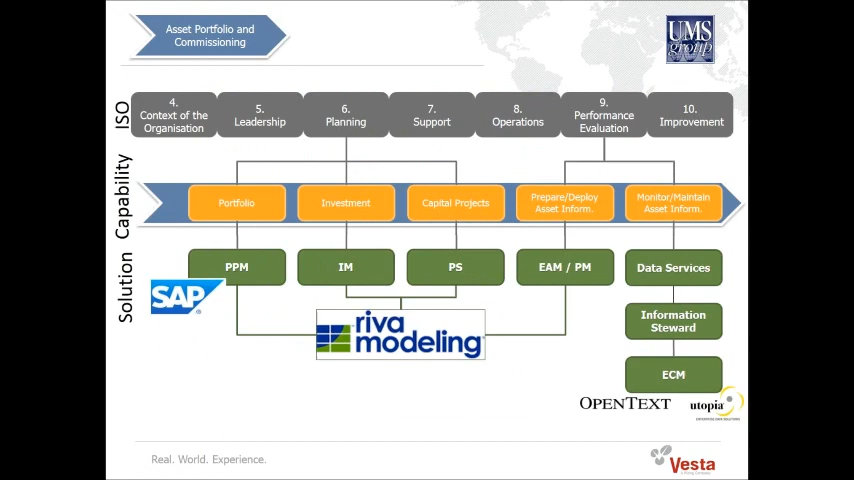 Asset Portfolio and
Commissioning
UMS
group
ISO
4.
Context of the
Organisation
5.
Leadership
6.
Planning
7.
Support
8.
Operations
9.
Performance
Evaluation
10.
Improvement
Capability
Portfolio
Investment
Capital Projects
Prepare/Deploy
Asset Inform.
Monitor/Maintain
Asset Inform.
Solution
PPM
IM
PS
EAM / PM
Data Services
SAP
riva
modeling
Information
Steward
ECM
OPENTEXT
utopia
Real. World. Experience.
Vesta